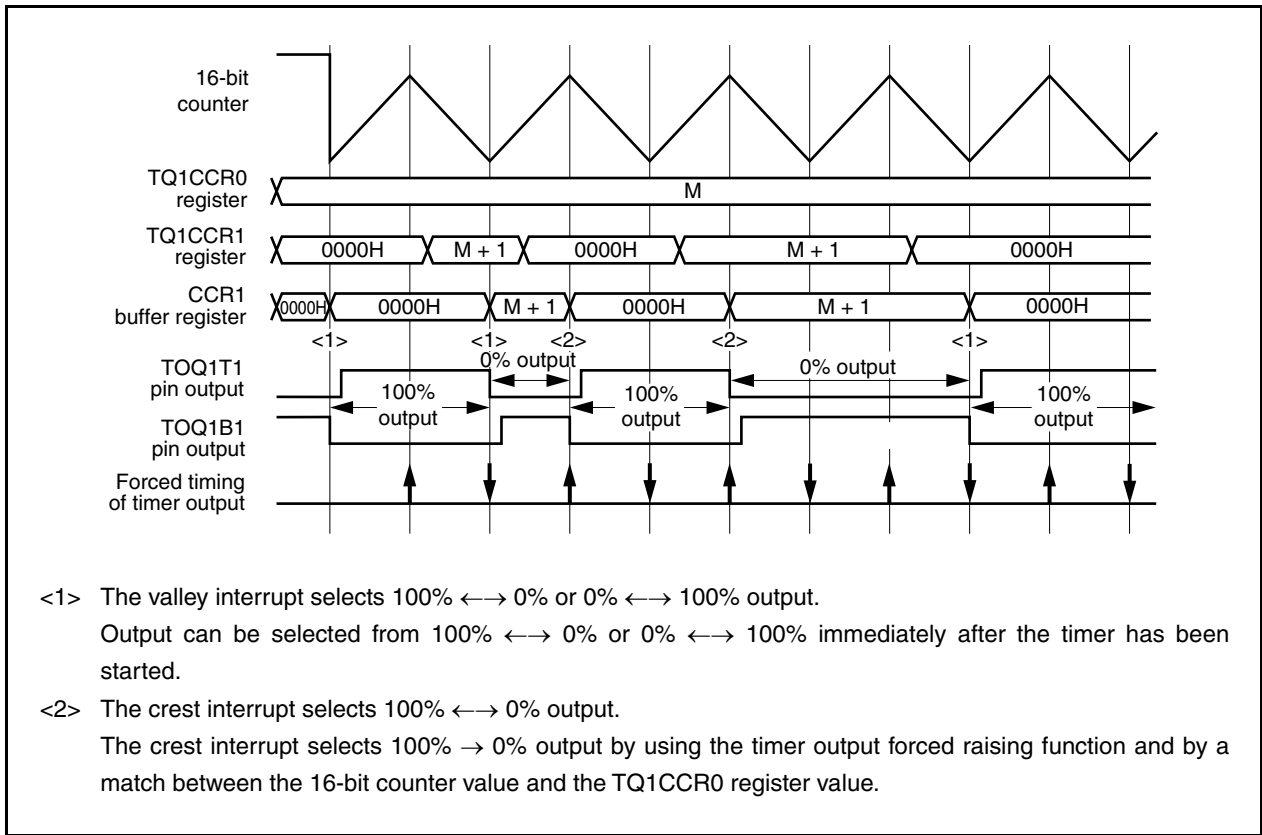 16-bit
counter
TQ1CCR0
register
M
TQ1CCR1
register
0000H
M + 1
0000H
M + 1
0000H
CCR1
buffer register
0000H
0000H
M + 1
0000H
M + 1
0000H
<1>
<1>
<2>
<2>
<1>
TOQ1T1
pin output
0% output
0% output
100%
output
100%
output
100%
output
TOQ1B1
pin output
Forced timing
of timer output
<1> The valley interrupt selects 100% ←→ 0% or 0% ←→ 100% output.
Output can be selected from 100% ←→ 0% or 0% ←→ 100% immediately after the timer has been
started.
<2> The crest interrupt selects 100% ←→ 0% output.
The crest interrupt selects 100% → 0% output by using the timer output forced raising function and by a
match between the 16-bit counter value and the TQ1CCR0 register value.